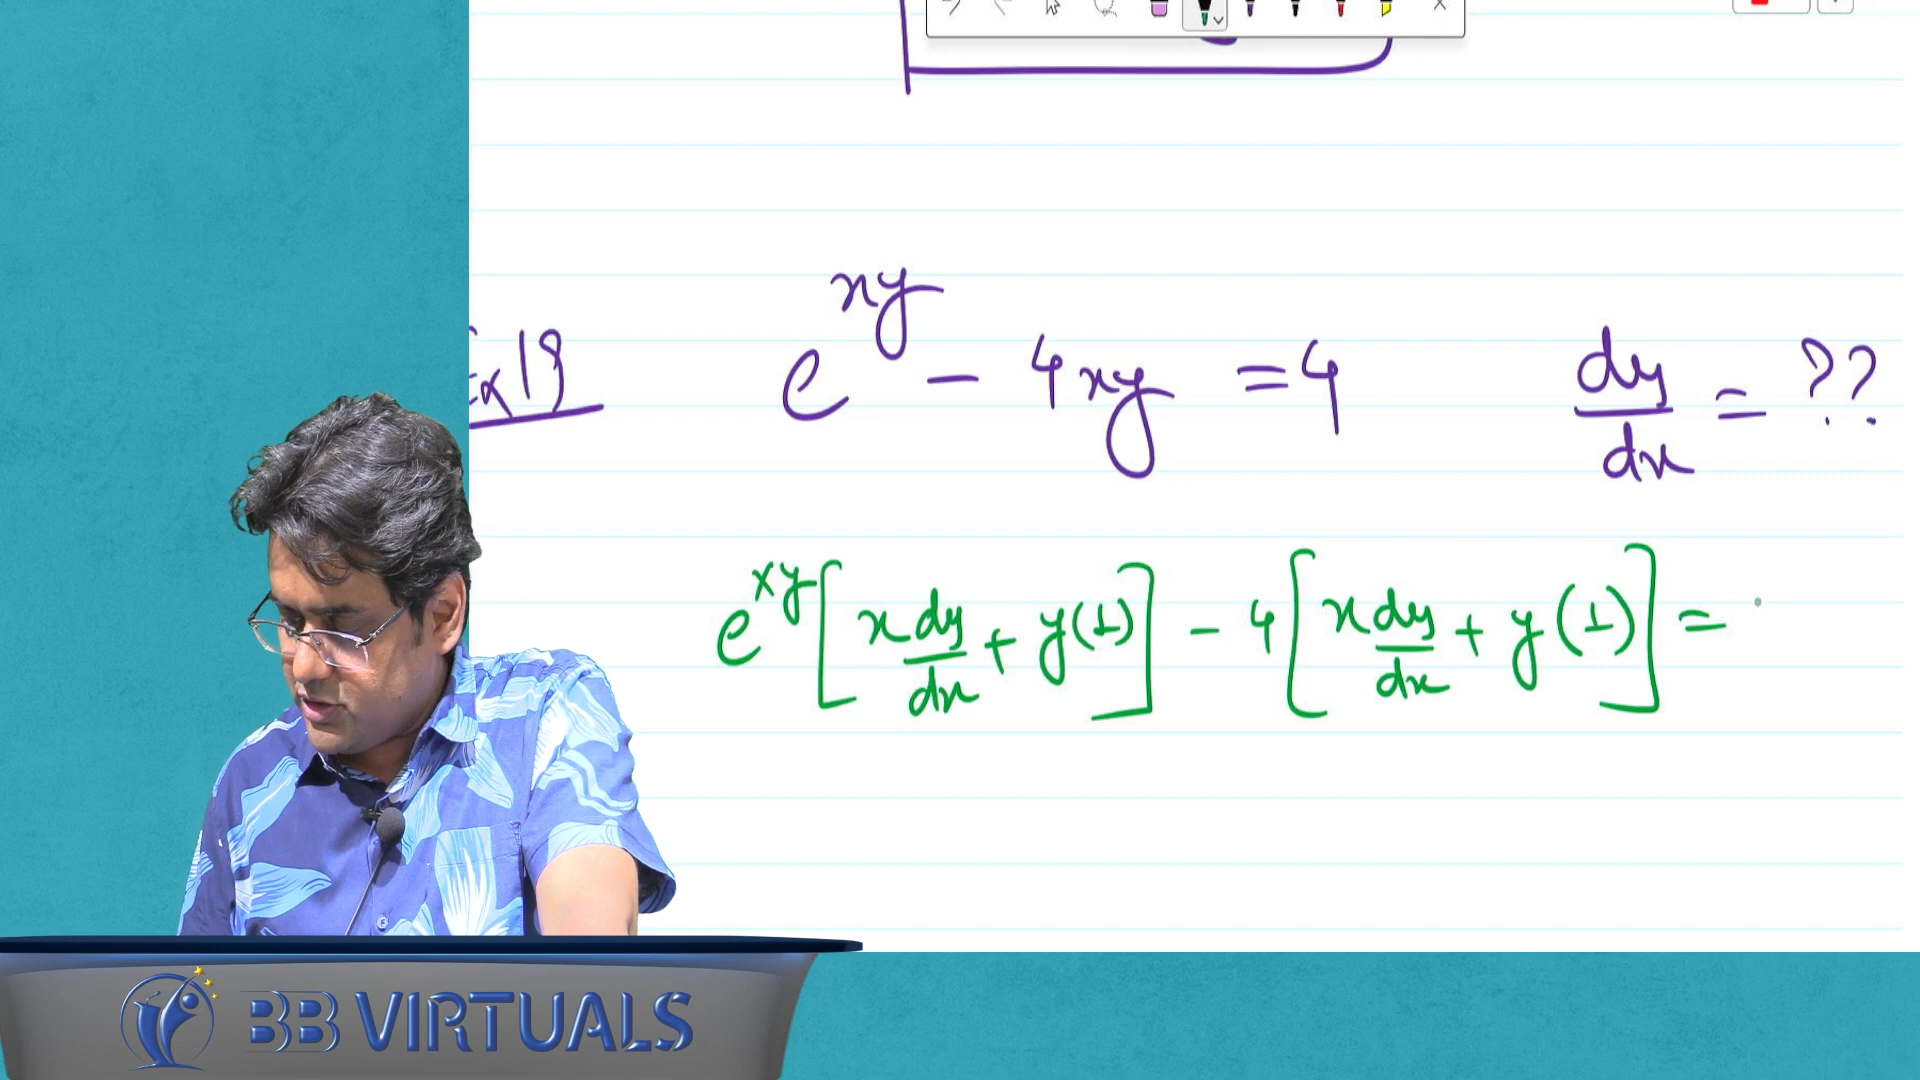 Ex 19
e^{xy} - 4xy = 4    dy/dx = ??
e^{xy}[x dy/dx + y(1)] - 4[x dy/dx + y(1)] =
BB VIRTUALS